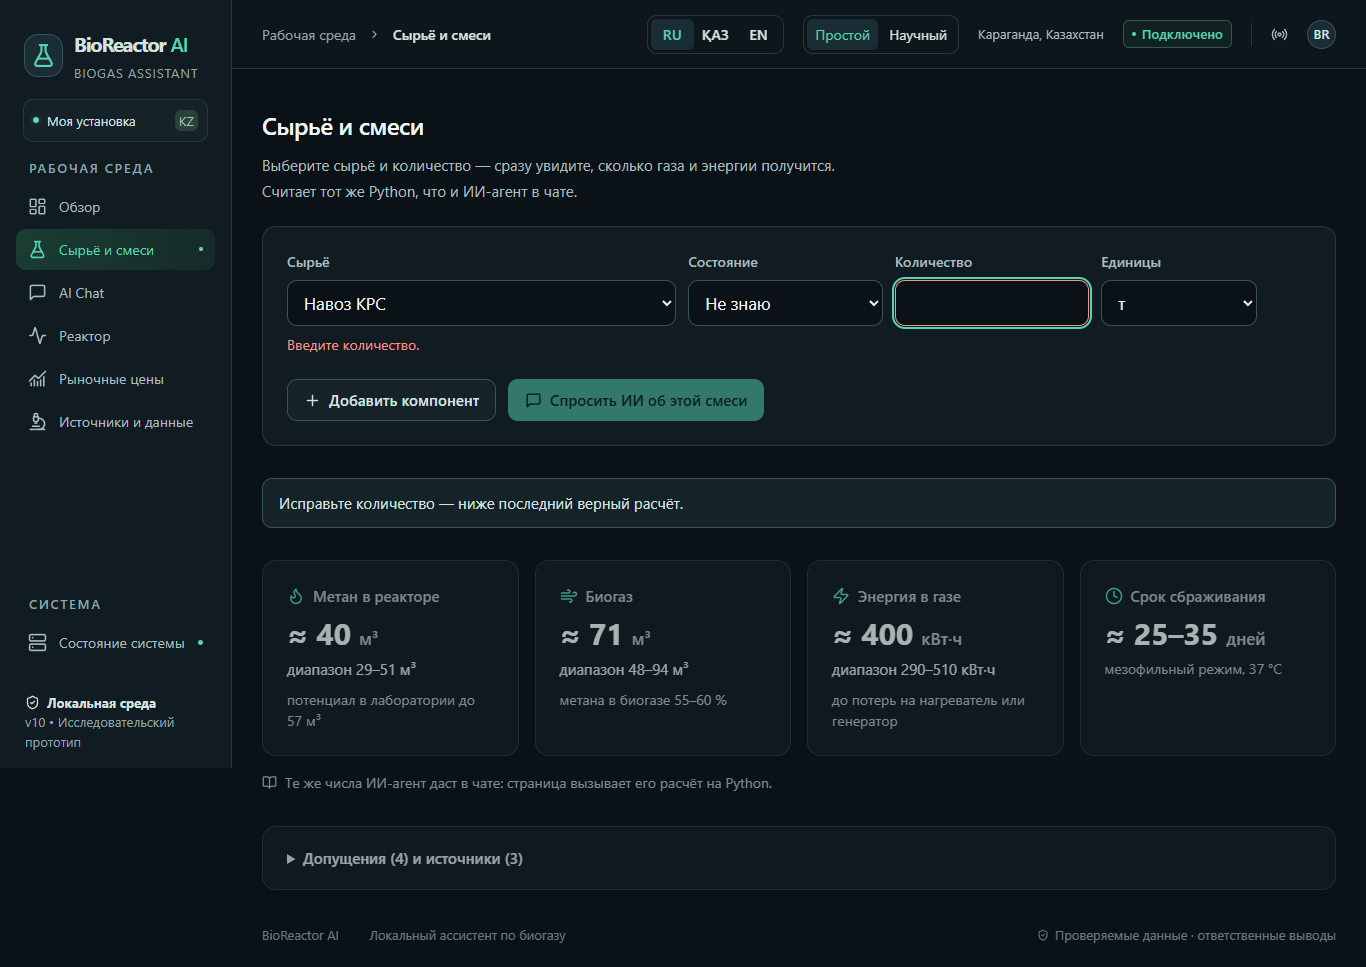 BioReactor AI
BIOGAS ASSISTANT
Моя установка KZ
РАБОЧАЯ СРЕДА
Обзор
Сырьё и смеси
AI Chat
Реактор
Рыночные цены
Источники и данные
СИСТЕМА
Состояние системы
Локальная среда
v10 • Исследовательский
прототип
Рабочая среда > Сырьё и смеси
RU ҚАЗ EN
Простой Научный
Караганда, Казахстан
• Подключено
BR
Сырьё и смеси
Выберите сырьё и количество — сразу увидите, сколько газа и энергии получится.
Считает тот же Python, что и ИИ-агент в чате.
Сырьё Состояние Количество Единицы
Навоз КРС Не знаю т
Введите количество.
+ Добавить компонент Спросить ИИ об этой смеси
Исправьте количество — ниже последний верный расчёт.
Метан в реакторе
≈ 40 м³
диапазон 29–51 м³
потенциал в лаборатории до
57 м³
Биогаз
≈ 71 м³
диапазон 48–94 м³
метана в биогазе 55–60 %
Энергия в газе
≈ 400 кВт·ч
диапазон 290–510 кВт·ч
до потерь на нагреватель или
генератор
Срок сбраживания
≈ 25–35 дней
мезофильный режим, 37 °C
Те же числа ИИ-агент даст в чате: страница вызывает его расчёт на Python.
Допущения (4) и источники (3)
BioReactor AI Локальный ассистент по биогазу
Проверяемые данные · ответственные выводы